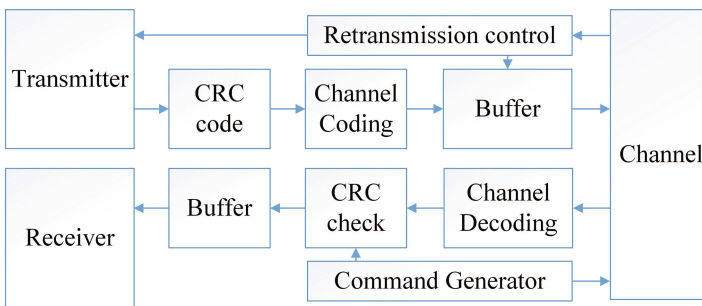 Retransmission control
Transmitter
CRC
code
Channel
Coding
Buffer
Channel
Receiver
Buffer
CRC
check
Channel
Decoding
Command Generator